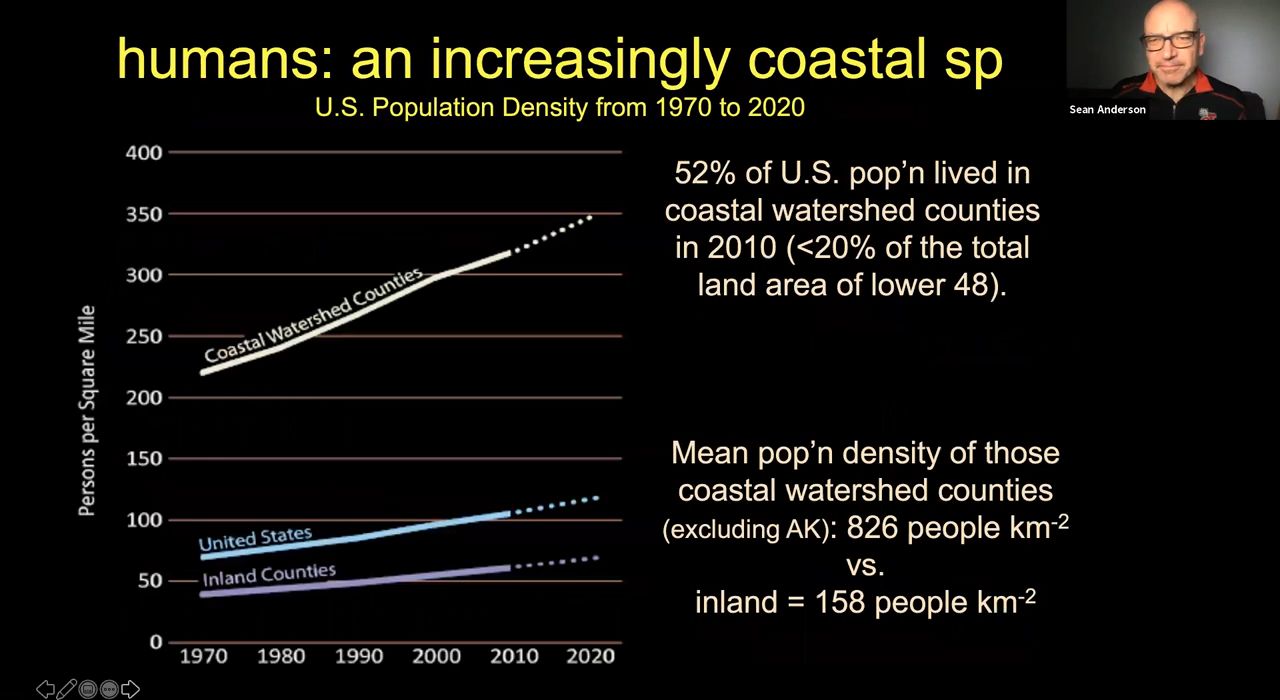 humans: an increasingly coastal sp
U.S. Population Density from 1970 to 2020
Sean Anderson
400
350
300
250
200
150
100
50
0
Persons per Square Mile
Coastal Watershed Counties
United States
Inland Counties
1970 1980 1990 2000 2010 2020
52% of U.S. pop’n lived in
coastal watershed counties
in 2010 (<20% of the total
land area of lower 48).
Mean pop’n density of those
coastal watershed counties
(excluding AK): 826 people km-2
vs.
inland = 158 people km-2